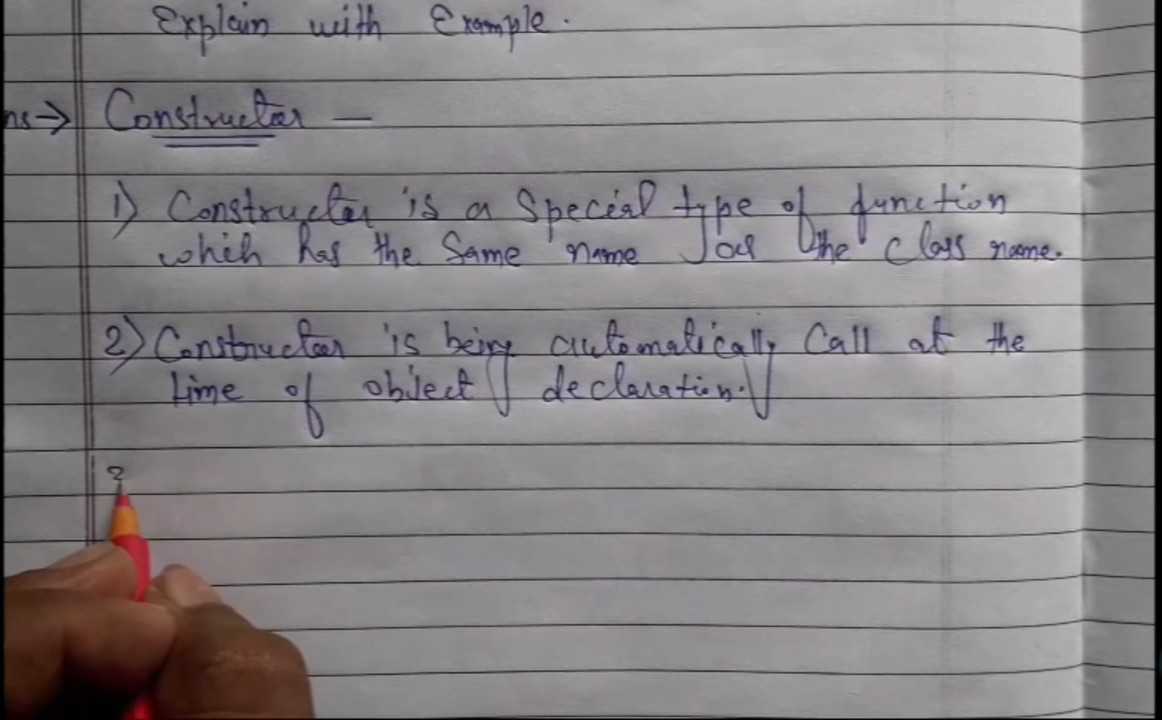 Explain with Example.
ns→ Constructor —
1) Constructor is a Special type of function
which has the Same name as the class name.
2) Constructor is being automatically Call at the
time of object declaration.